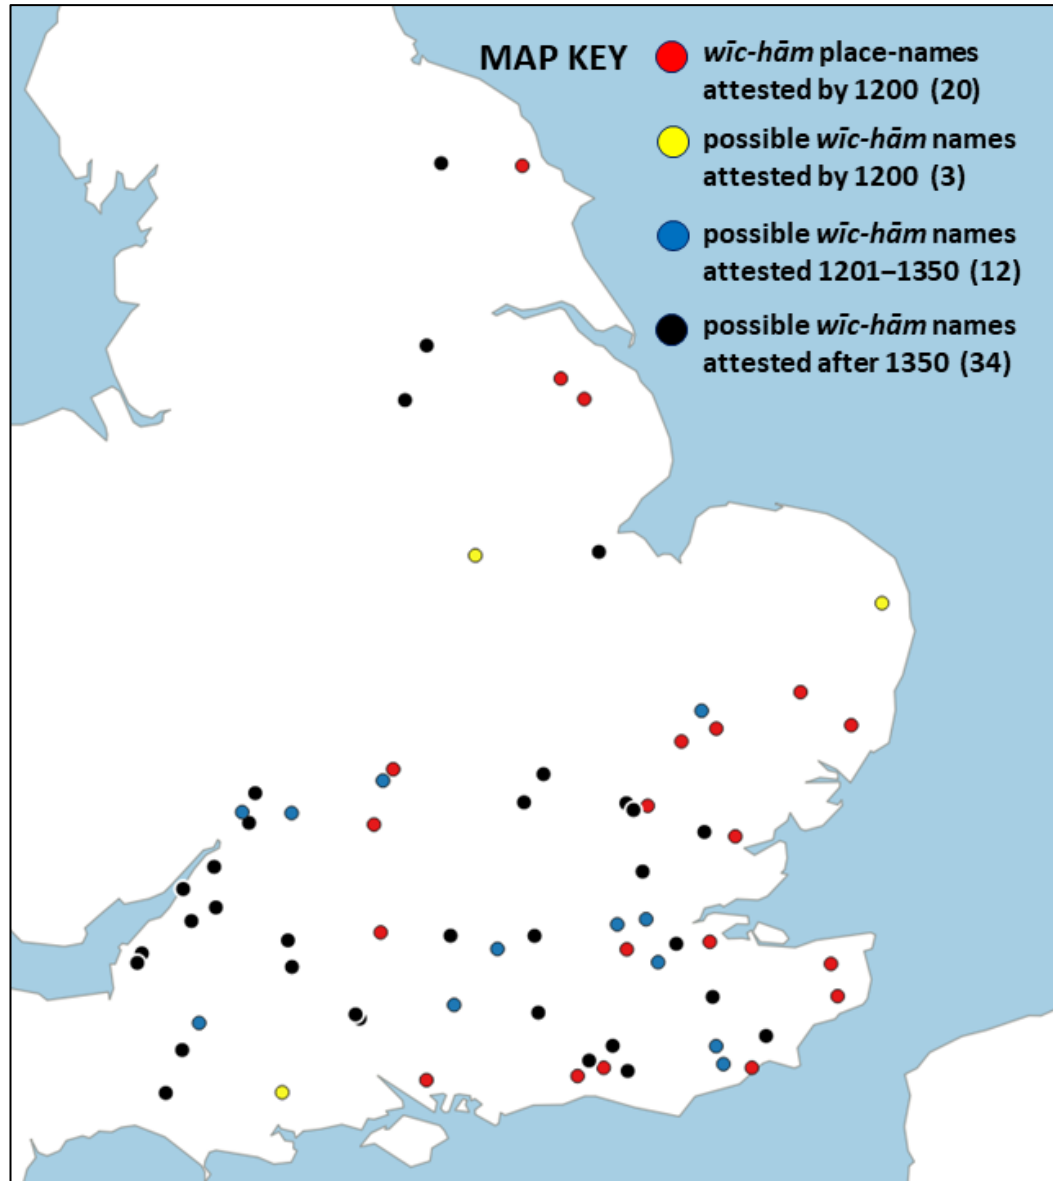 MAP KEY
wīc-hām place-names
attested by 1200 (20)
possible wīc-hām names
attested by 1200 (3)
possible wīc-hām names
attested 1201–1350 (12)
possible wīc-hām names
attested after 1350 (34)